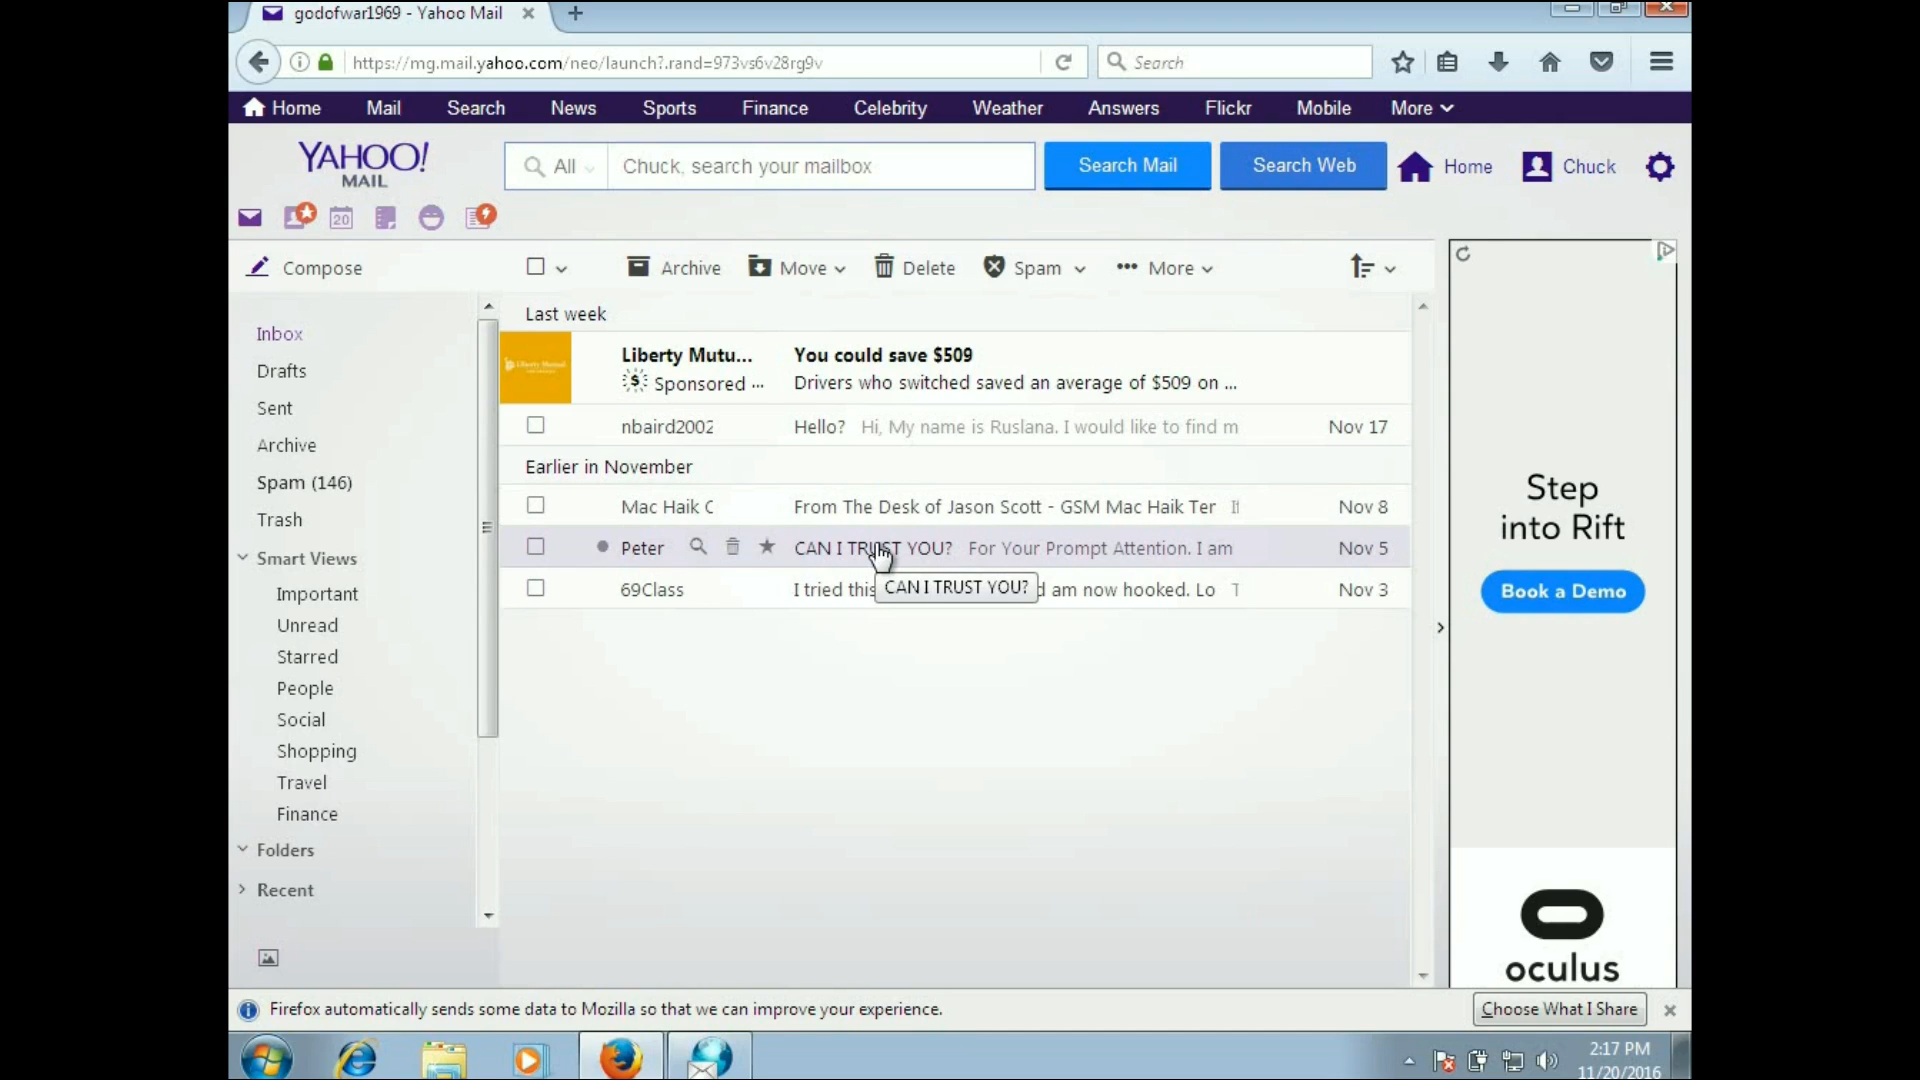 godofwar1969 - Yahoo Mail
https://mg.mail.yahoo.com/neo/launch?.rand=973vs6v28rg9v
Search
Home Mail Search News Sports Finance Celebrity Weather Answers Flickr Mobile More
YAHOO!
MAIL
All
Chuck, search your mailbox
Search Mail
Search Web
Home
Chuck
20
Compose
Archive Move Delete Spam More
Inbox
Drafts
Sent
Archive
Spam (146)
Trash
Smart Views
Important
Unread
Starred
People
Social
Shopping
Travel
Finance
Folders
Recent
Last week
Liberty Mutu... You could save $509
Sponsored ... Drivers who switched saved an average of $509 on ...
nbaird2002 Hello? Hi, My name is Ruslana. I would like to find m Nov 17
Earlier in November
Mac Haik C From The Desk of Jason Scott - GSM Mac Haik Ter If Nov 8
Peter CAN I TRUST YOU? For Your Prompt Attention. I am Nov 5
CAN I TRUST YOU?
69Class I tried this d am now hooked. Lo T Nov 3
Step
into Rift
Book a Demo
oculus
Firefox automatically sends some data to Mozilla so that we can improve your experience.
Choose What I Share
2:17 PM
11/20/2016